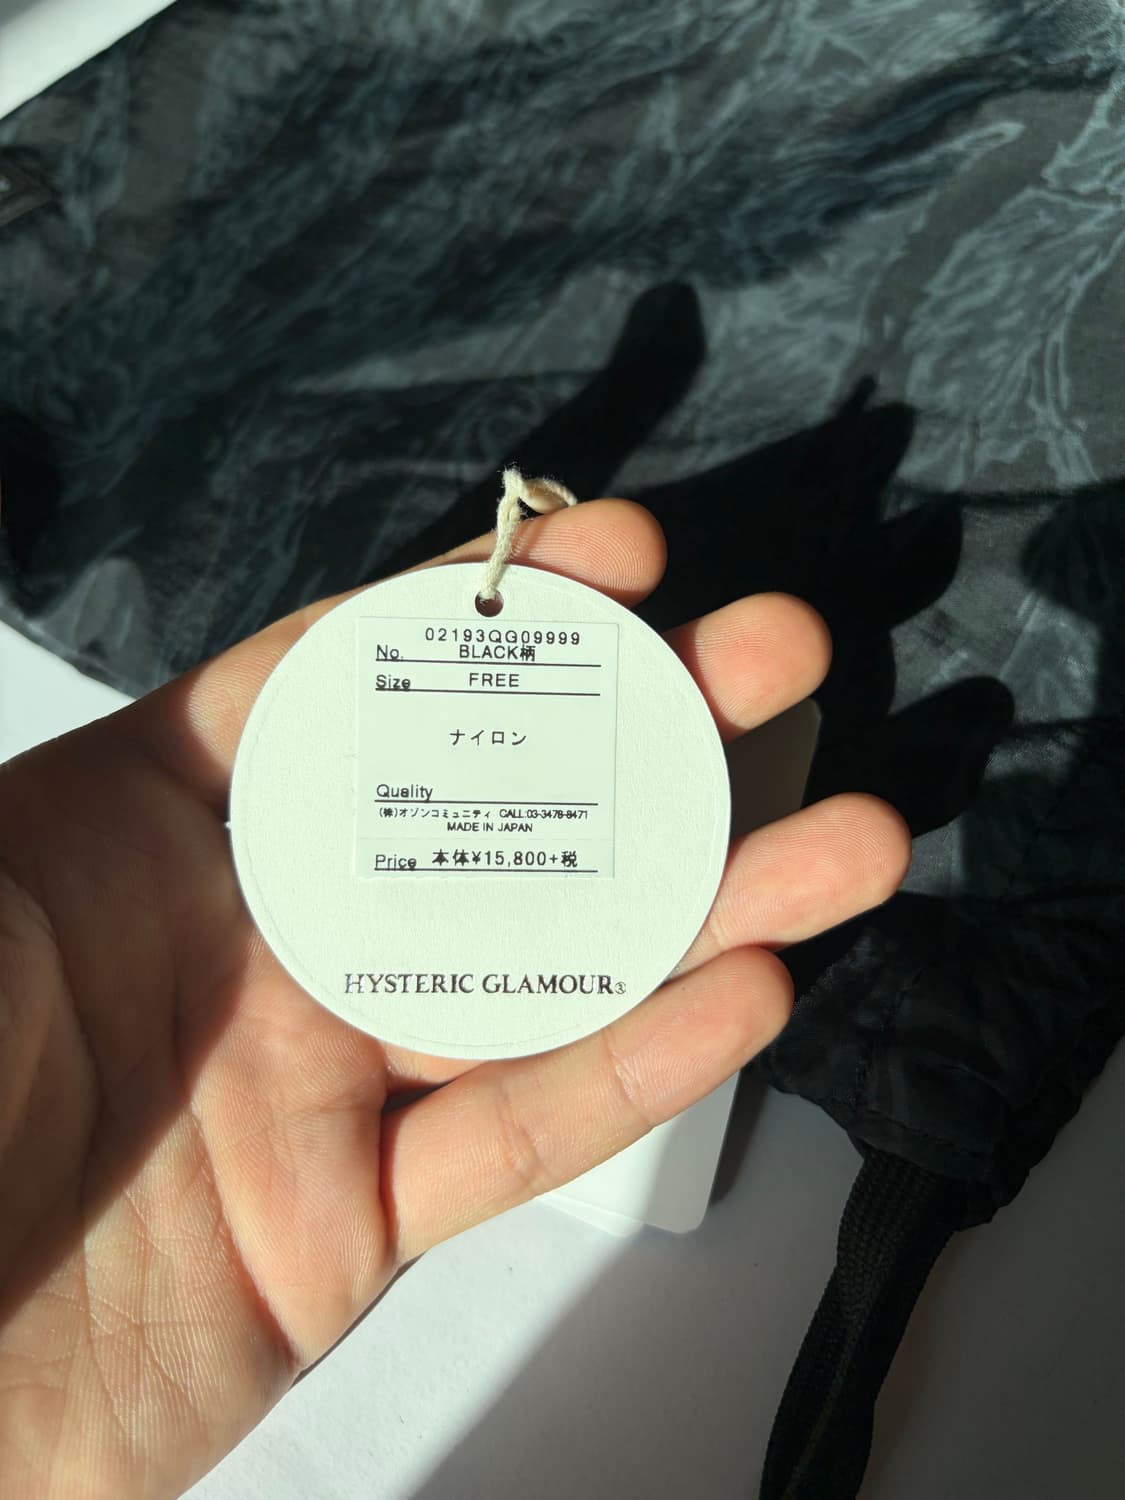 02193QG09999
No. BLACK柄
Size FREE
ナイロン
Quality
(株)オゾンコミュニティ CALL:03-3478-8471
MADE IN JAPAN
Price 本体¥15,800+税
HYSTERIC GLAMOUR®